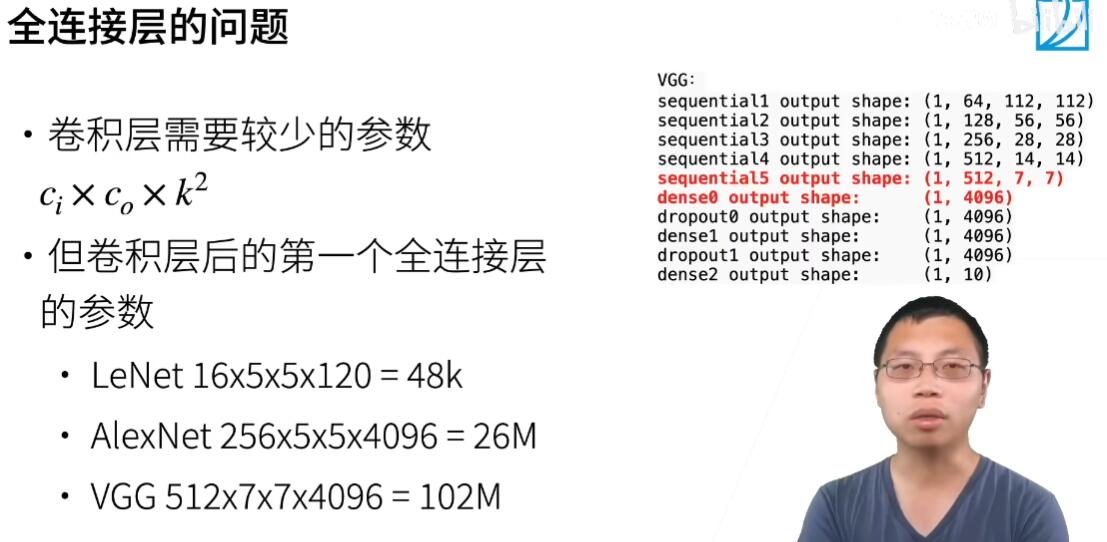 全连接层的问题
• 卷积层需要较少的参数
cᵢ × cₒ × k²
• 但卷积层后的第一个全连接层
的参数
• LeNet 16x5x5x120 = 48k
• AlexNet 256x5x5x4096 = 26M
• VGG 512x7x7x4096 = 102M
VGG:
sequential1 output shape: (1, 64, 112, 112)
sequential2 output shape: (1, 128, 56, 56)
sequential3 output shape: (1, 256, 28, 28)
sequential4 output shape: (1, 512, 14, 14)
sequential5 output shape: (1, 512, 7, 7)
dense0 output shape: (1, 4096)
dropout0 output shape: (1, 4096)
dense1 output shape: (1, 4096)
dropout1 output shape: (1, 4096)
dense2 output shape: (1, 10)